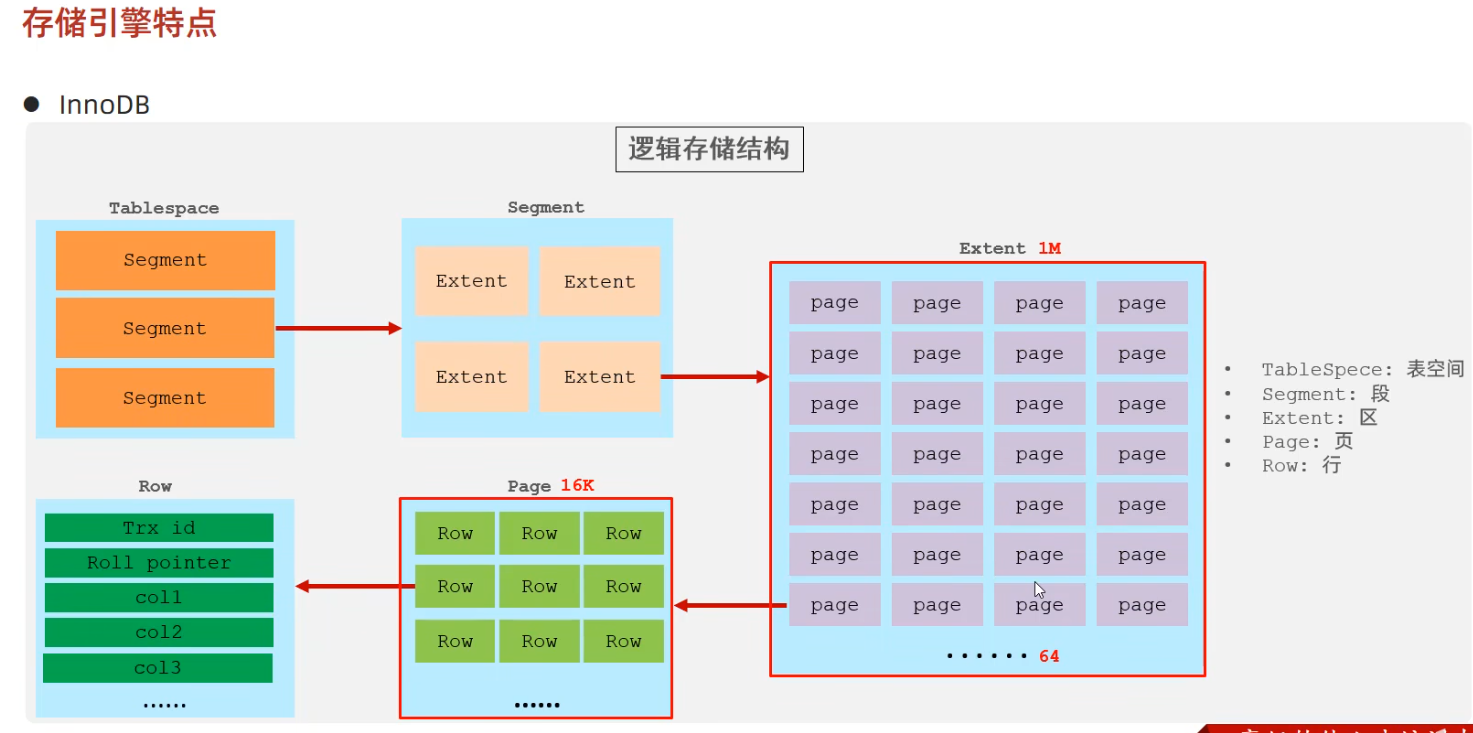 存储引擎特点
● InnoDB
逻辑存储结构
Tablespace
Segment
Segment
Segment
Segment
Extent Extent
Extent Extent
Extent 1M
page page page page
page page page page
page page page page
page page page page
page page page page
page page page page
page page page page
······ 64
• TableSpece: 表空间
• Segment: 段
• Extent: 区
• Page: 页
• Row: 行
Row
Trx id
Roll pointer
col1
col2
col3
······
Page 16K
Row Row Row
Row Row Row
Row Row Row
······